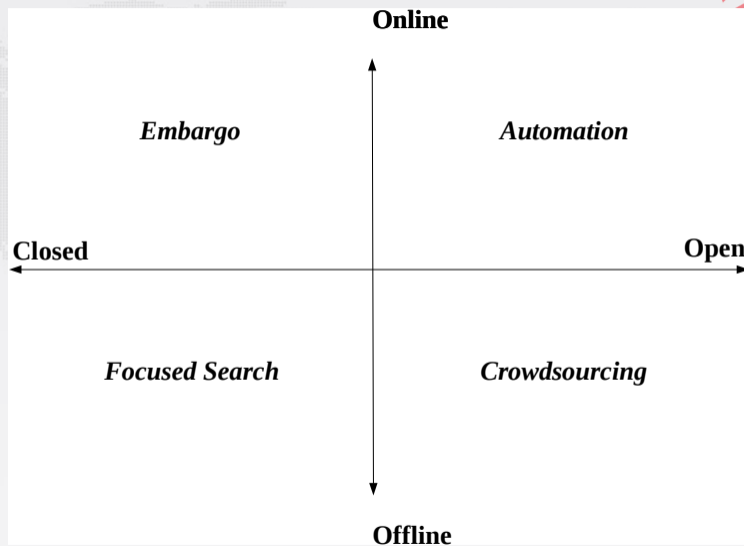 Online
Embargo
Automation
Closed
Open
Focused Search
Crowdsourcing
Offline